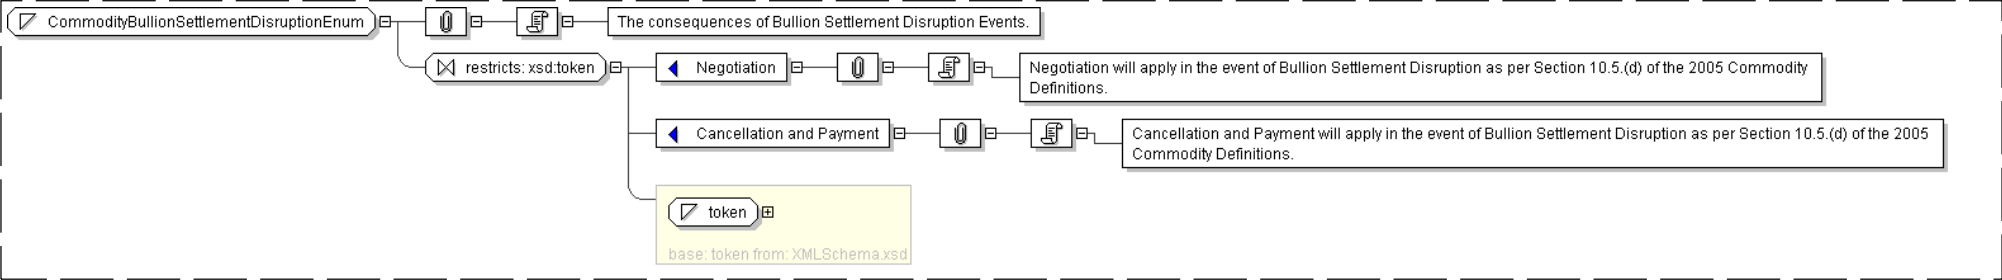 CommodityBullionSettlementDisruptionEnum
The consequences of Bullion Settlement Disruption Events.
restricts: xsd:token
Negotiation
Negotiation will apply in the event of Bullion Settlement Disruption as per Section 10.5.(d) of the 2005 Commodity
Definitions.
Cancellation and Payment
Cancellation and Payment will apply in the event of Bullion Settlement Disruption as per Section 10.5.(d) of the 2005
Commodity Definitions.
token
base: token from: XMLSchema.xsd